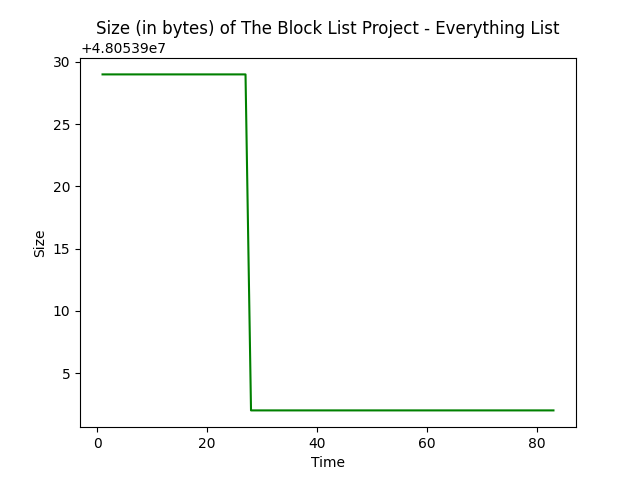 Size (in bytes) of The Block List Project - Everything List
+4.80539e7
30
25
20
15
10
5
Size
0 20 40 60 80
Time